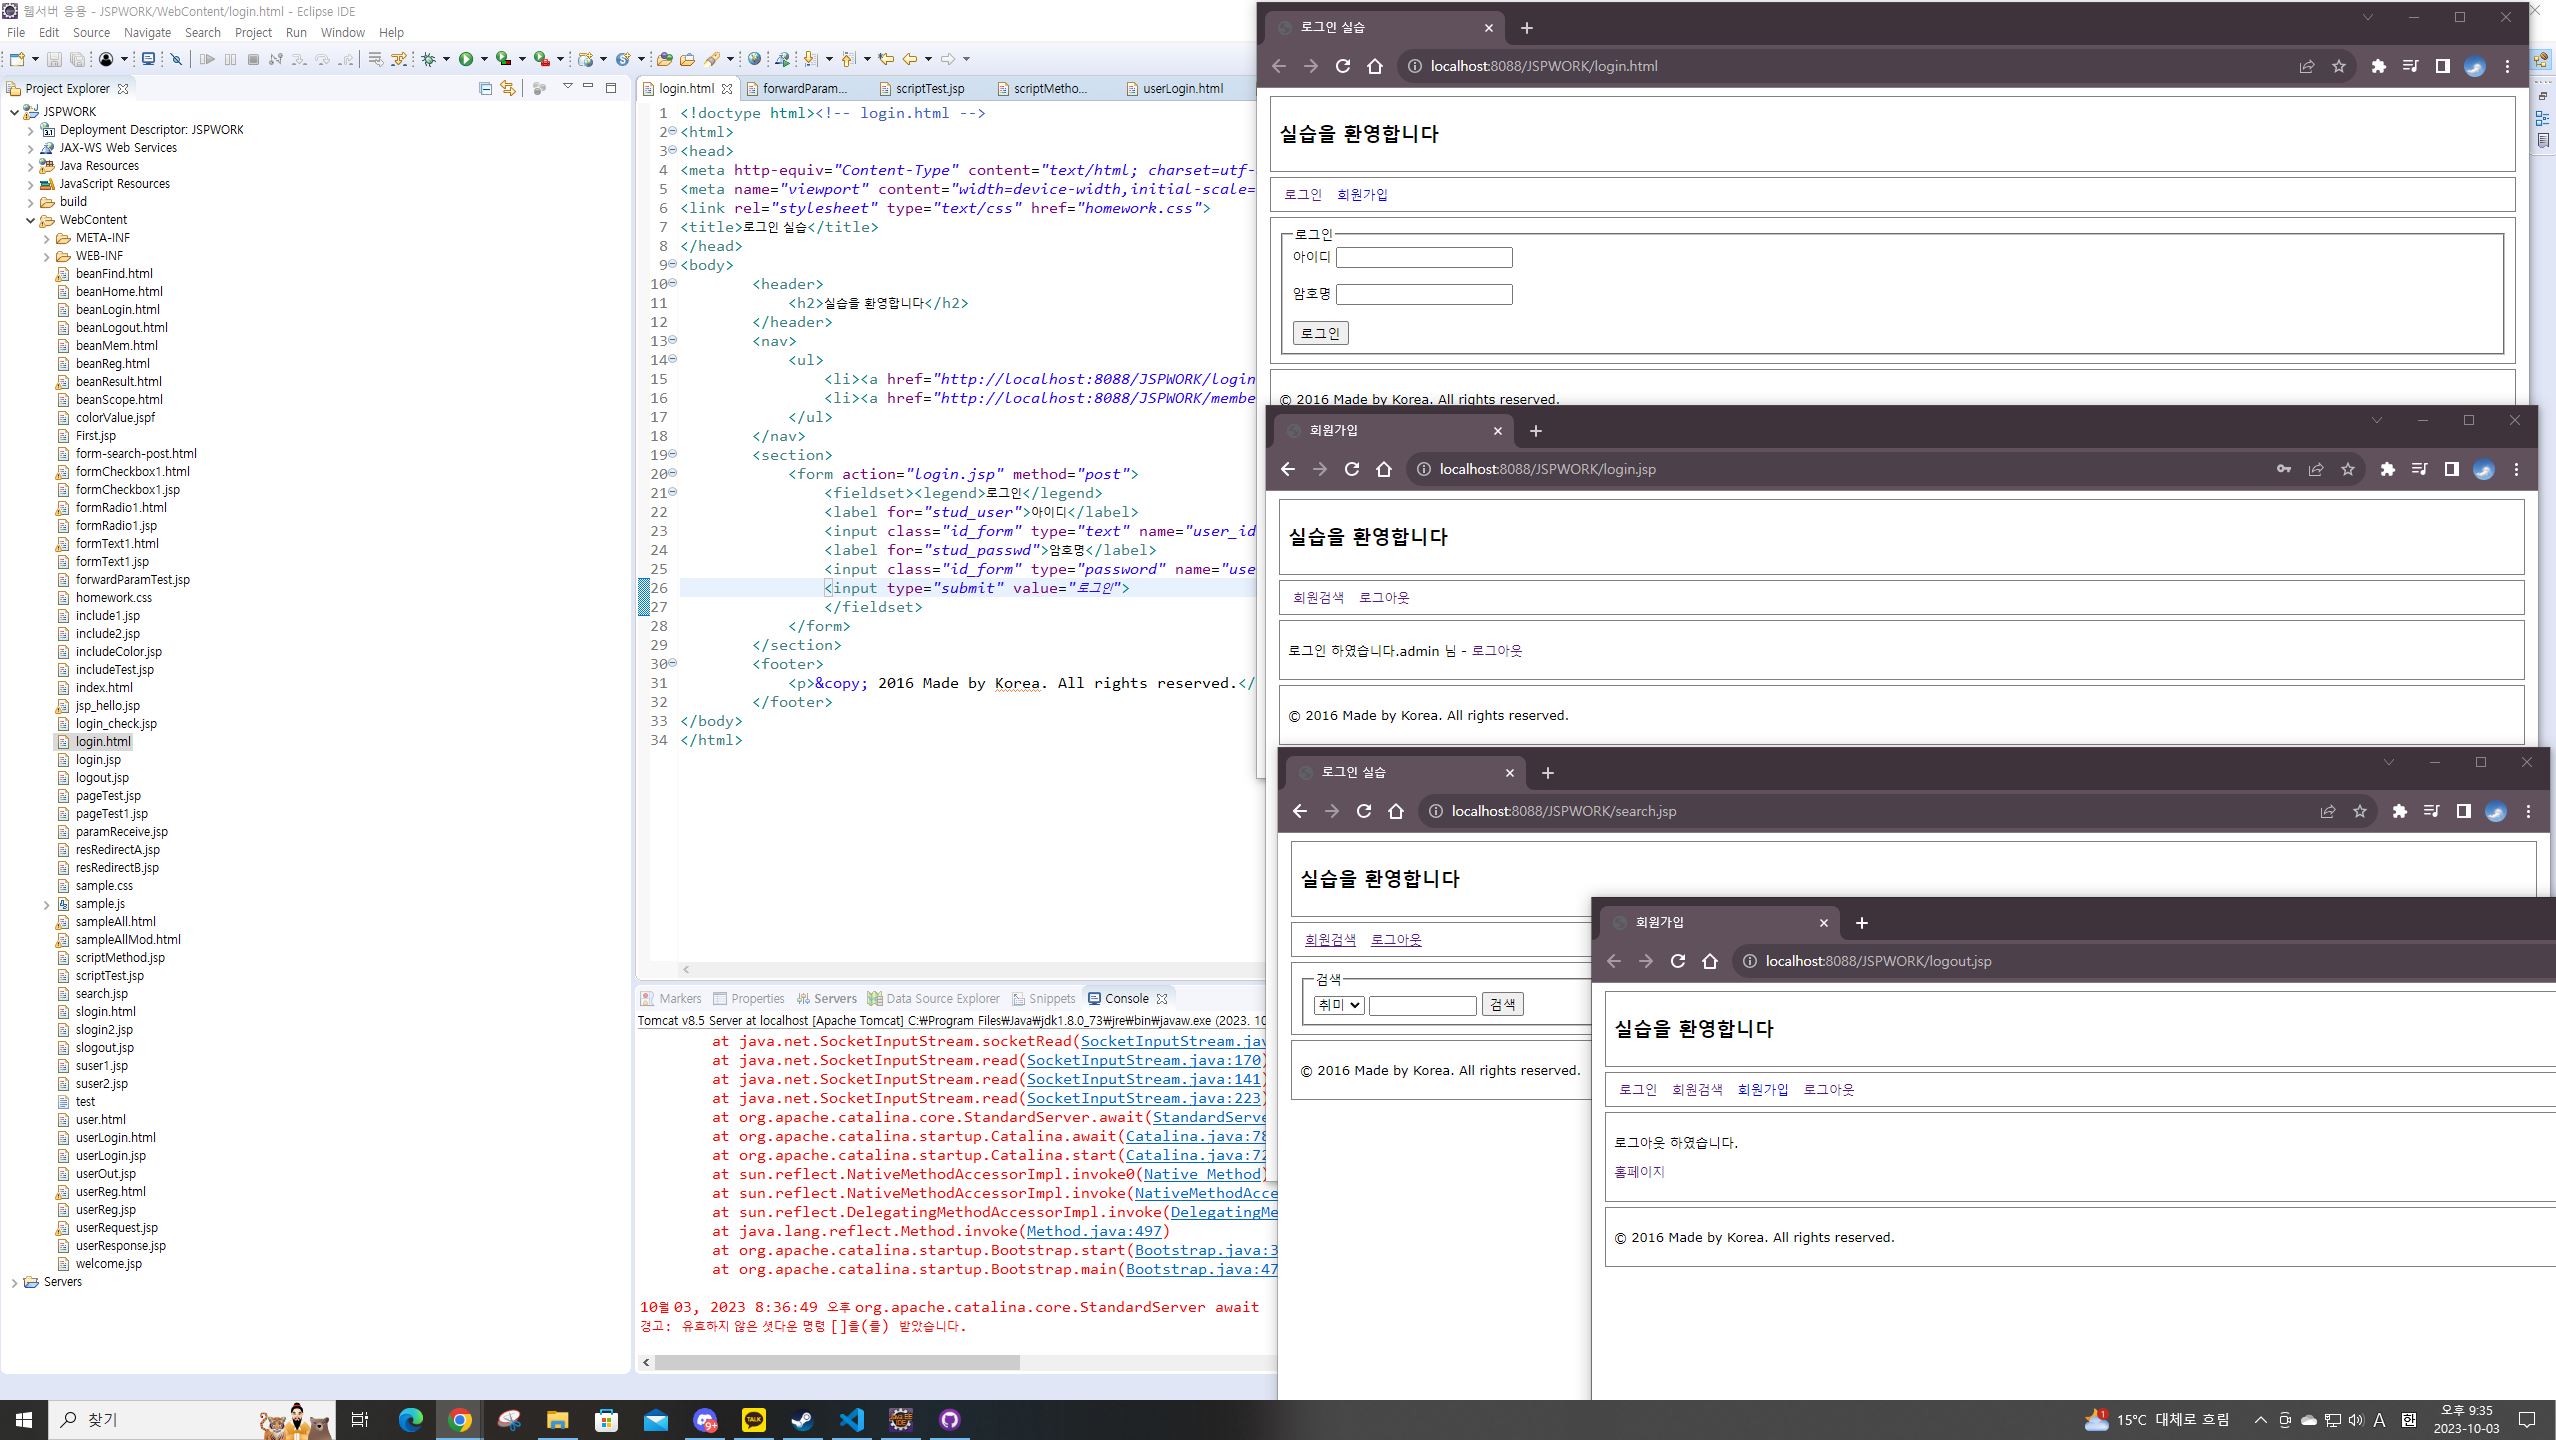 웹서버 응용 - JSPWORK/WebContent/login.html - Eclipse IDE
File Edit Source Navigate Search Project Run Window Help
Project Explorer
JSPWORK
Deployment Descriptor: JSPWORK
JAX-WS Web Services
Java Resources
JavaScript Resources
build
WebContent
META-INF
WEB-INF
beanFind.html
beanHome.html
beanLogin.html
beanLogout.html
beanMem.html
beanReg.html
beanResult.html
beanScope.html
colorValue.jspf
First.jsp
form-search-post.html
formCheckbox1.html
formCheckbox1.jsp
formRadio1.html
formRadio1.jsp
formText1.html
formText1.jsp
forwardParamTest.jsp
homework.css
include1.jsp
include2.jsp
includeColor.jsp
includeTest.jsp
index.html
jsp_hello.jsp
login_check.jsp
login.html
login.jsp
logout.jsp
pageTest.jsp
pageTest1.jsp
paramReceive.jsp
resRedirectA.jsp
resRedirectB.jsp
sample.css
sample.js
sampleAll.html
sampleAllMod.html
scriptMethod.jsp
scriptTest.jsp
search.jsp
slogin.html
slogin2.jsp
slogout.jsp
suser1.jsp
suser2.jsp
test
user.html
userLogin.html
userLogin.jsp
userOut.jsp
userReg.html
userReg.jsp
userRequest.jsp
userResponse.jsp
welcome.jsp
Servers
login.html forwardParam... scriptTest.jsp scriptMetho... userLogin.html
1 <!doctype html><!-- login.html -->
2 <html>
3 <head>
4 <meta http-equiv="Content-Type" content="text/html; charset=utf-
5 <meta name="viewport" content="width=device-width,initial-scale=
6 <link rel="stylesheet" type="text/css" href="homework.css">
7 <title>로그인 실습</title>
8 </head>
9 <body>
10 <header>
11 <h2>실습을 환영합니다</h2>
12 </header>
13 <nav>
14 <ul>
15 <li><a href="http://localhost:8088/JSPWORK/login
16 <li><a href="http://localhost:8088/JSPWORK/membe
17 </ul>
18 </nav>
19 <section>
20 <form action="login.jsp" method="post">
21 <fieldset><legend>로그인</legend>
22 <label for="stud_user">아이디</label>
23 <input class="id_form" type="text" name="user_id
24 <label for="stud_passwd">암호명</label>
25 <input class="id_form" type="password" name="use
26 <input type="submit" value="로그인">
27 </fieldset>
28 </form>
29 </section>
30 <footer>
31 <p>&copy; 2016 Made by Korea. All rights reserved.</
32 </footer>
33 </body>
34 </html>
Markers Properties Servers Data Source Explorer Snippets Console
Tomcat v8.5 Server at localhost [Apache Tomcat] C:₩Program Files₩Java₩jdk1.8.0_73₩jre₩bin₩javaw.exe (2023. 10
at java.net.SocketInputStream.socketRead(SocketInputStream.jav
at java.net.SocketInputStream.read(SocketInputStream.java:170)
at java.net.SocketInputStream.read(SocketInputStream.java:141)
at java.net.SocketInputStream.read(SocketInputStream.java:223)
at org.apache.catalina.core.StandardServer.await(StandardServe
at org.apache.catalina.startup.Catalina.await(Catalina.java:78
at org.apache.catalina.startup.Catalina.start(Catalina.java:72
at sun.reflect.NativeMethodAccessorImpl.invoke0(Native Method)
at sun.reflect.NativeMethodAccessorImpl.invoke(NativeMethodAcce
at sun.reflect.DelegatingMethodAccessorImpl.invoke(DelegatingMe
at java.lang.reflect.Method.invoke(Method.java:497)
at org.apache.catalina.startup.Bootstrap.start(Bootstrap.java:3
at org.apache.catalina.startup.Bootstrap.main(Bootstrap.java:47
10월 03, 2023 8:36:49 오후 org.apache.catalina.core.StandardServer await
경고: 유효하지 않은 셧다운 명령 []을(를) 받았습니다.
로그인 실습
localhost:8088/JSPWORK/login.html
실습을 환영합니다
로그인 회원가입
로그인
아이디
암호명
로그인
© 2016 Made by Korea. All rights reserved.
회원가입
localhost:8088/JSPWORK/login.jsp
실습을 환영합니다
회원검색 로그아웃
로그인 하였습니다.admin 님 - 로그아웃
© 2016 Made by Korea. All rights reserved.
로그인 실습
localhost:8088/JSPWORK/search.jsp
실습을 환영합니다
회원검색 로그아웃
검색
취미 검색
© 2016 Made by Korea. All rights reserved.
회원가입
localhost:8088/JSPWORK/logout.jsp
실습을 환영합니다
로그인 회원검색 회원가입 로그아웃
로그아웃 하였습니다.
홈페이지
© 2016 Made by Korea. All rights reserved.
찾기
9+
TALK
1
15°C 대체로 흐림
A
한
오후 9:35
2023-10-03